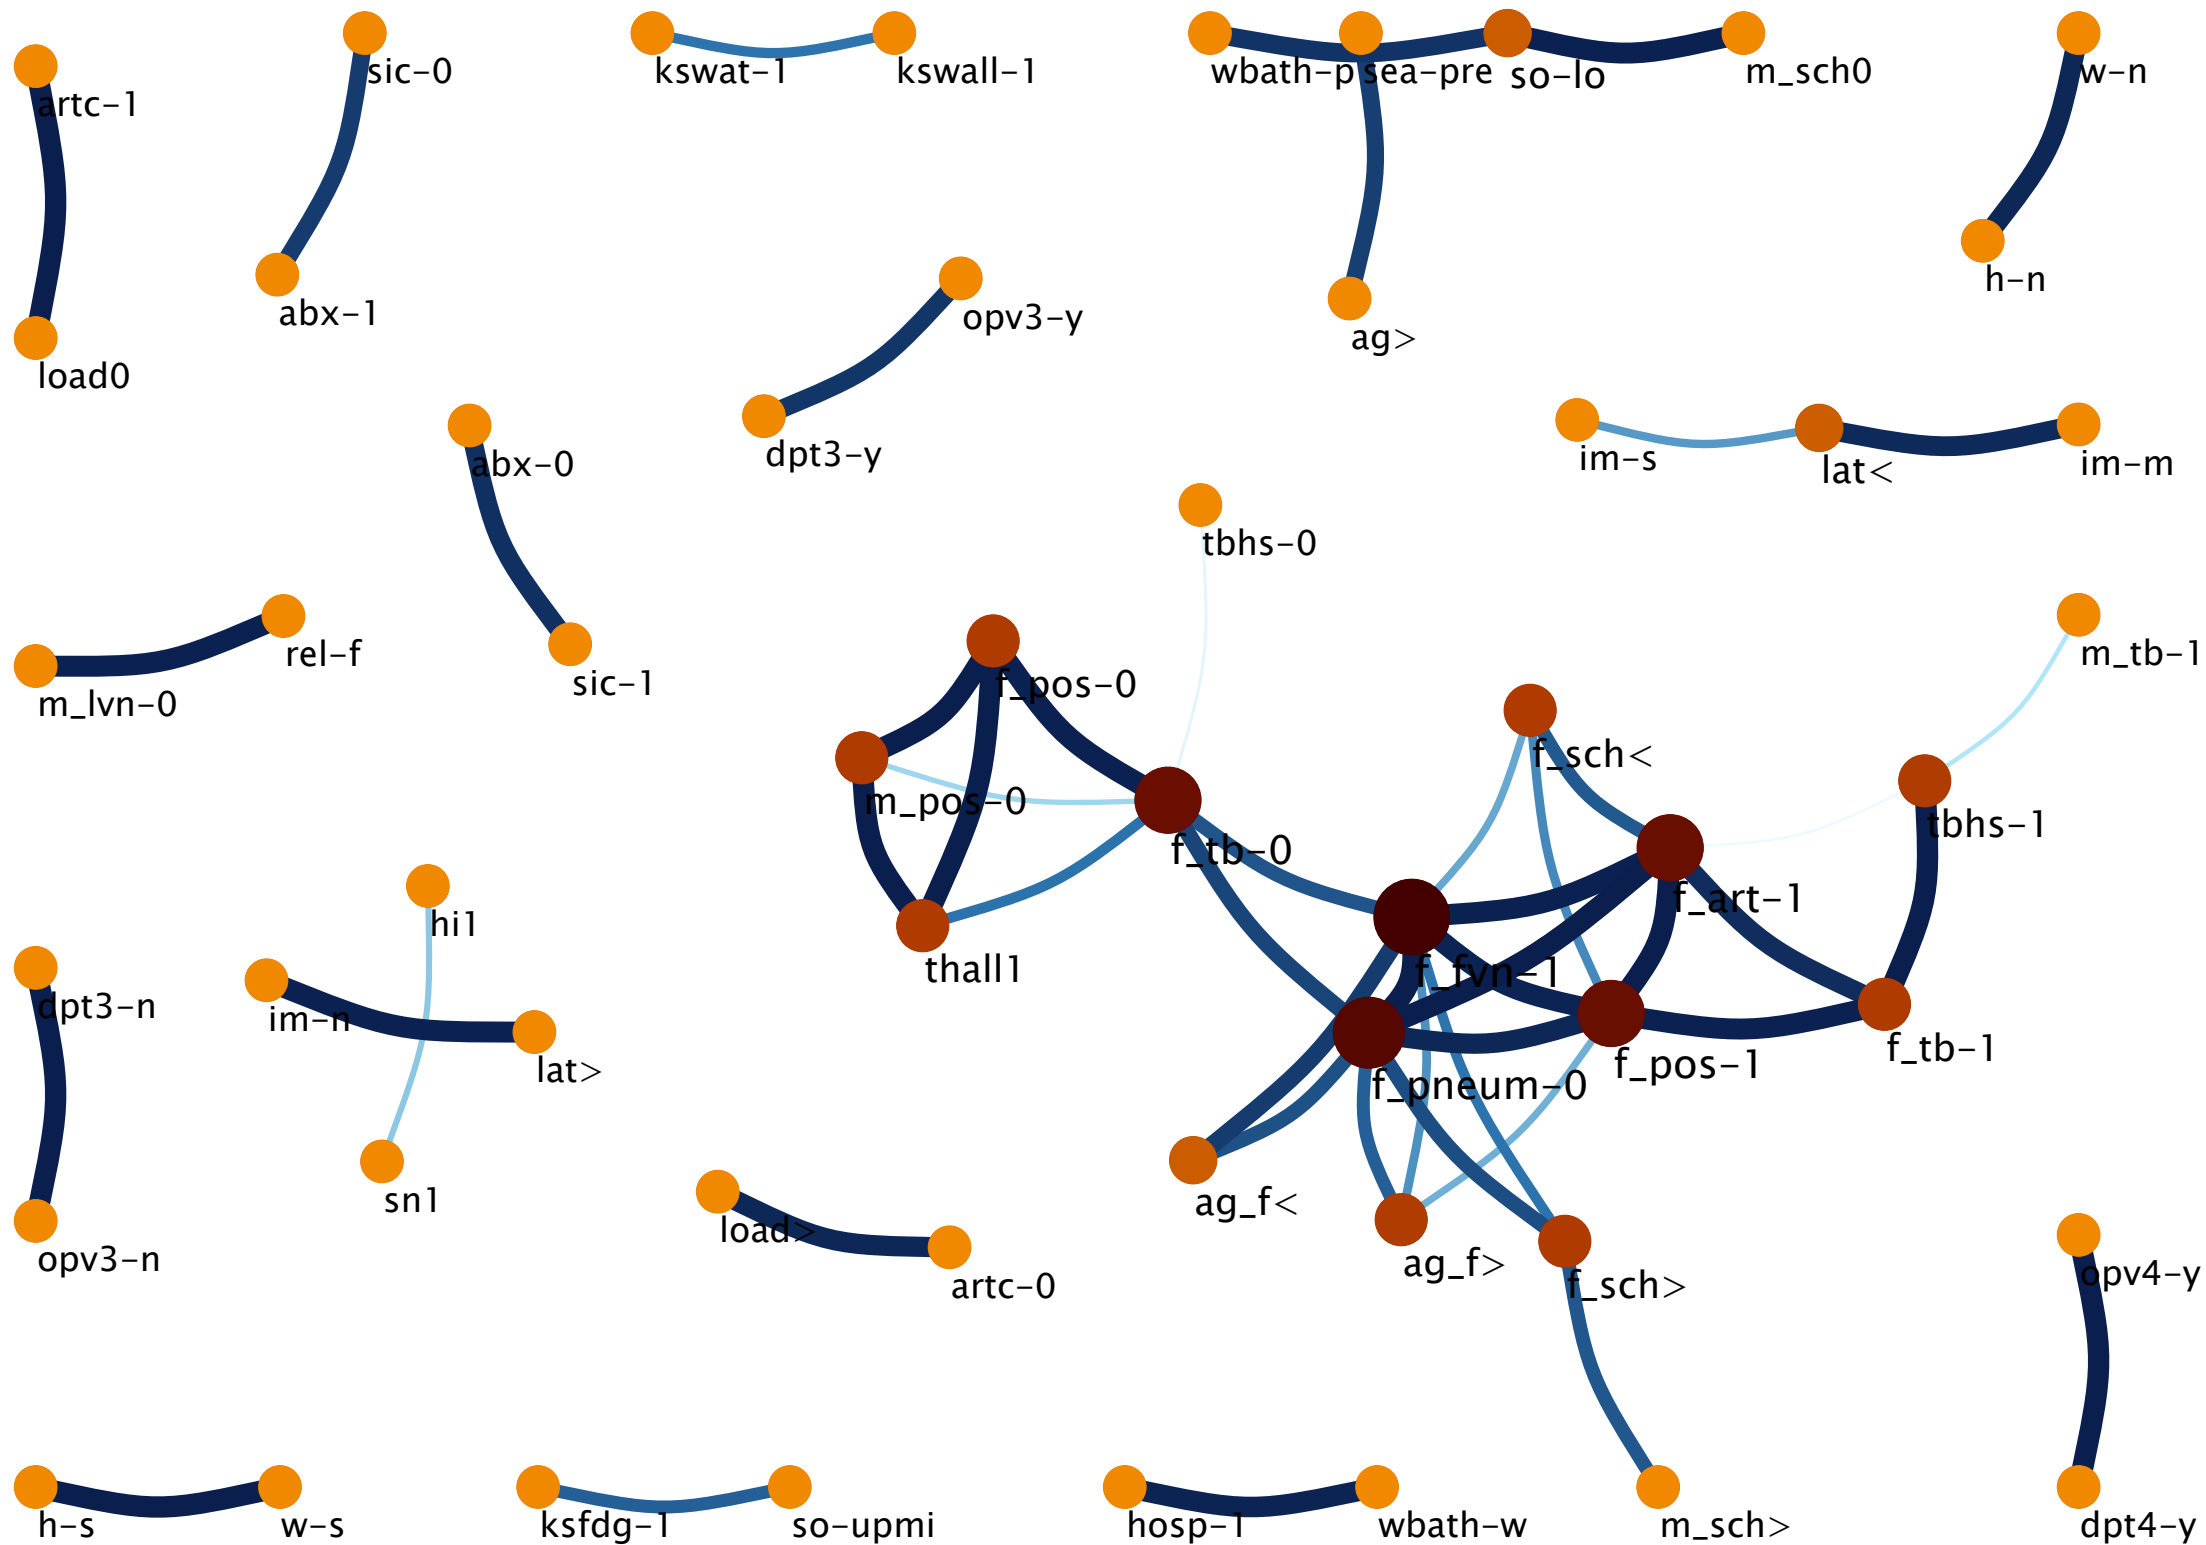 artc-1
sic-0
kswat-1
kswall-1
wbath-p
sea-pre
so-lo
m_sch0
w-n
h-n
abx-1
load0
opv3-y
ag>
dpt3-y
abx-0
im-s
lat<
im-m
tbhs-0
rel-f
m_lvn-0
sic-1
f_pos-0
m_tb-1
f_sch<
m_pos-0
f_tb-0
tbhs-1
f_art-1
hi1
thall1
f_fvn-1
dpt3-n
im-n
lat>
f_pneum-0
f_pos-1
f_tb-1
sn1
ag_f<
load>
opv3-n
artc-0
ag_f>
f_sch>
opv4-y
h-s
w-s
ksfdg-1
so-upmi
hosp-1
wbath-w
m_sch>
dpt4-y